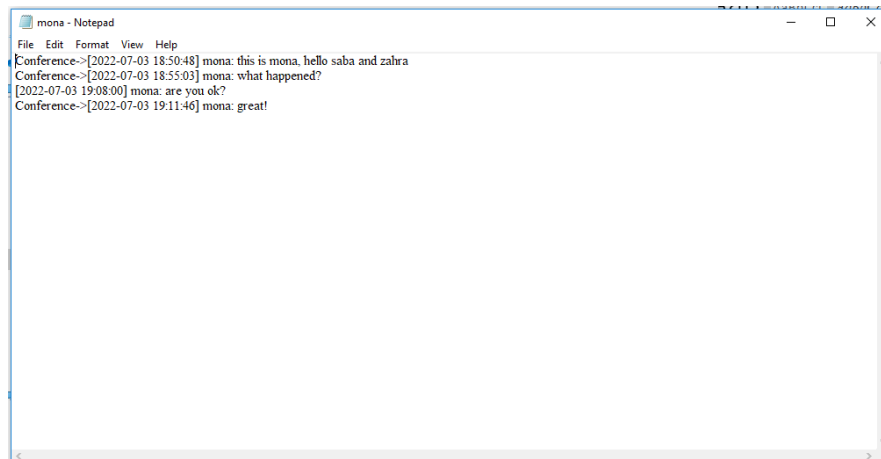 mona - Notepad
File Edit Format View Help
Conference->[2022-07-03 18:50:48] mona: this is mona, hello saba and zahra
Conference->[2022-07-03 18:55:03] mona: what happened?
[2022-07-03 19:08:00] mona: are you ok?
Conference->[2022-07-03 19:11:46] mona: great!